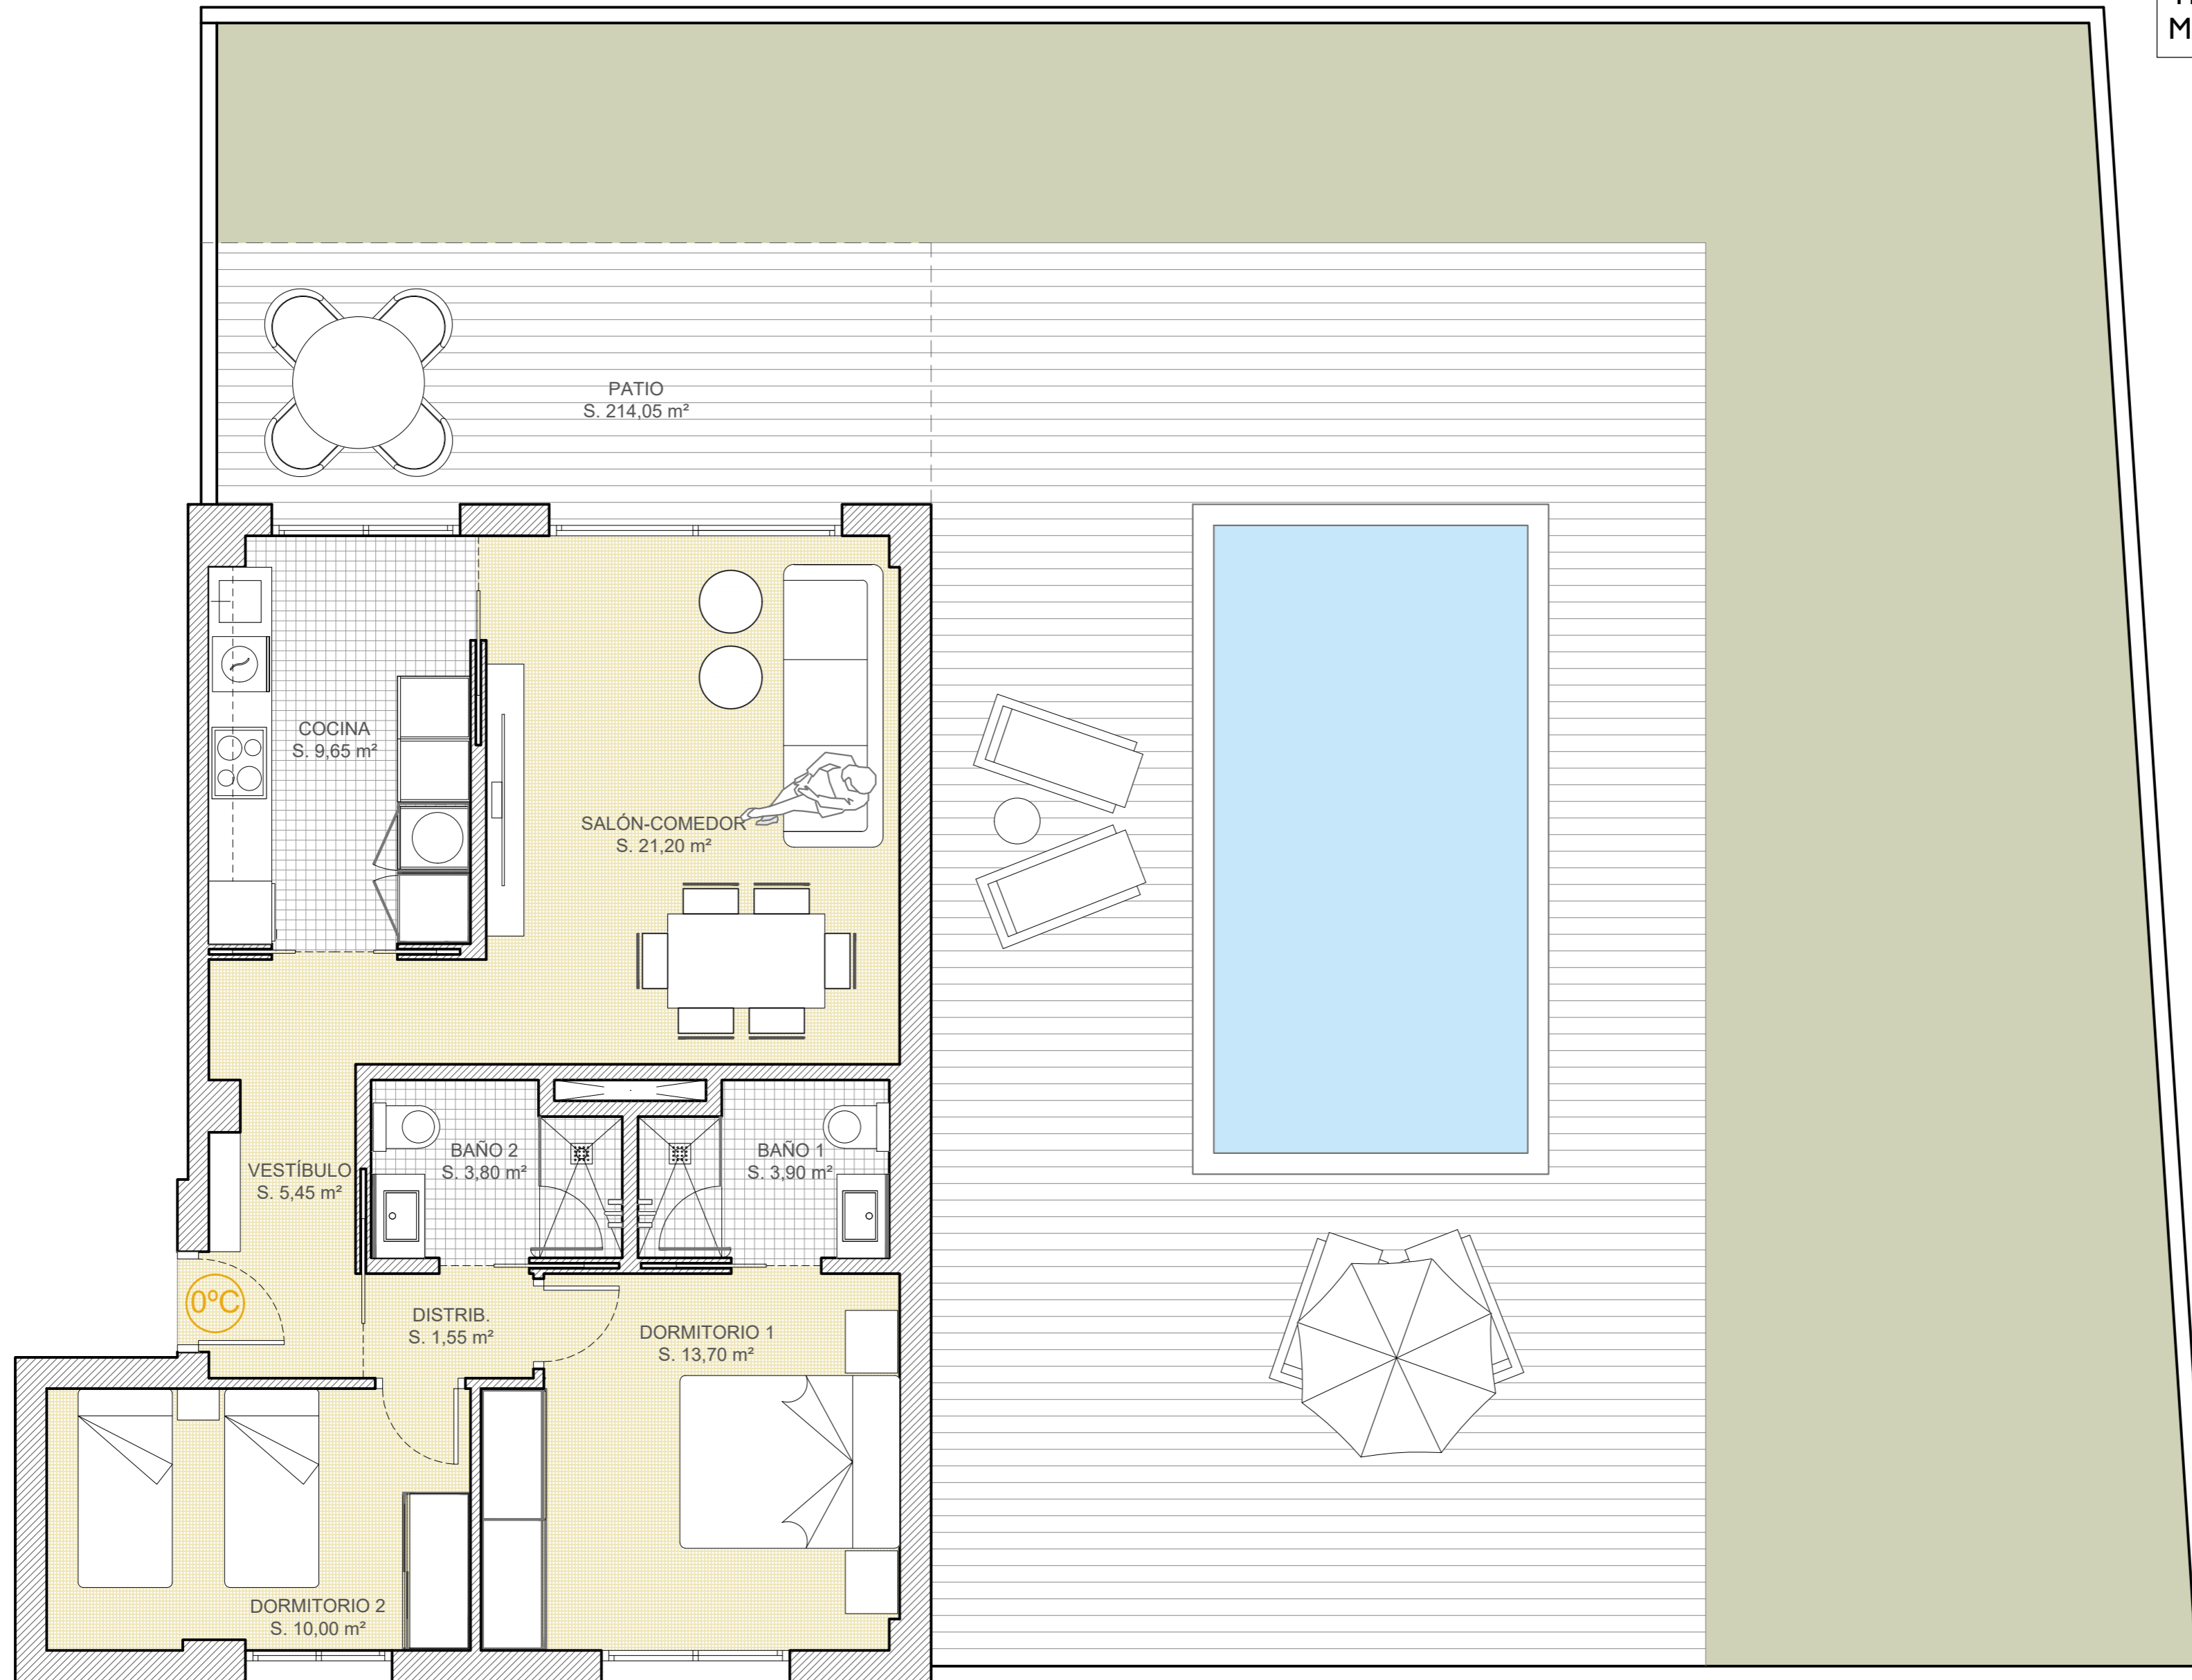 M
PATIO
S. 214,05 m²
COCINA
S. 9,65 m²
SALÓN-COMEDOR
S. 21,20 m²
BAÑO 2
S. 3,80 m²
BAÑO 1
S. 3,90 m²
VESTÍBULO
S. 5,45 m²
0ºC
DISTRIB.
S. 1,55 m²
DORMITORIO 1
S. 13,70 m²
DORMITORIO 2
S. 10,00 m²